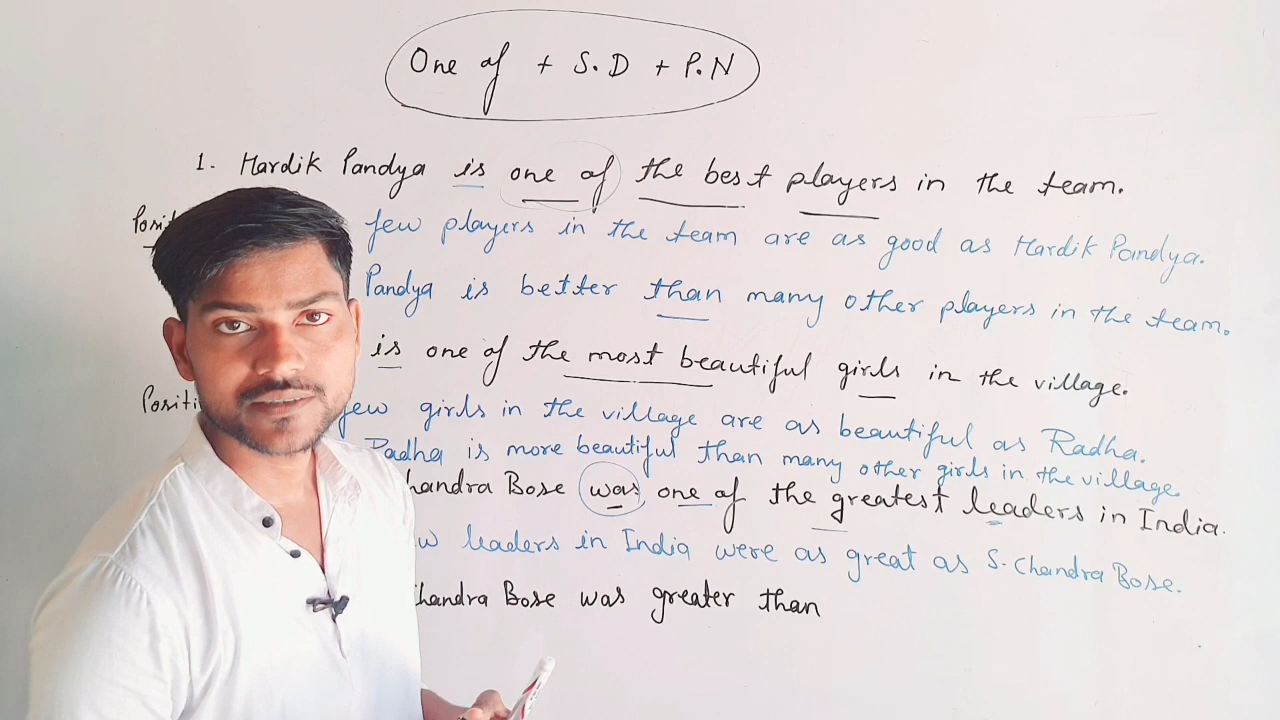 One of + S.D + P.N
1. Hardik Pandya is one of the best players in the team.
few players in the team are as good as Hardik Pandya.
Pandya is better than many other players in the team.
is one of the most beautiful girls in the village.
few girls in the village are as beautiful as Radha.
Radha is more beautiful than many other girls in the village.
Chandra Bose was one of the greatest leaders in India.
leaders in India were as great as S. Chandra Bose.
Chandra Bose was greater than